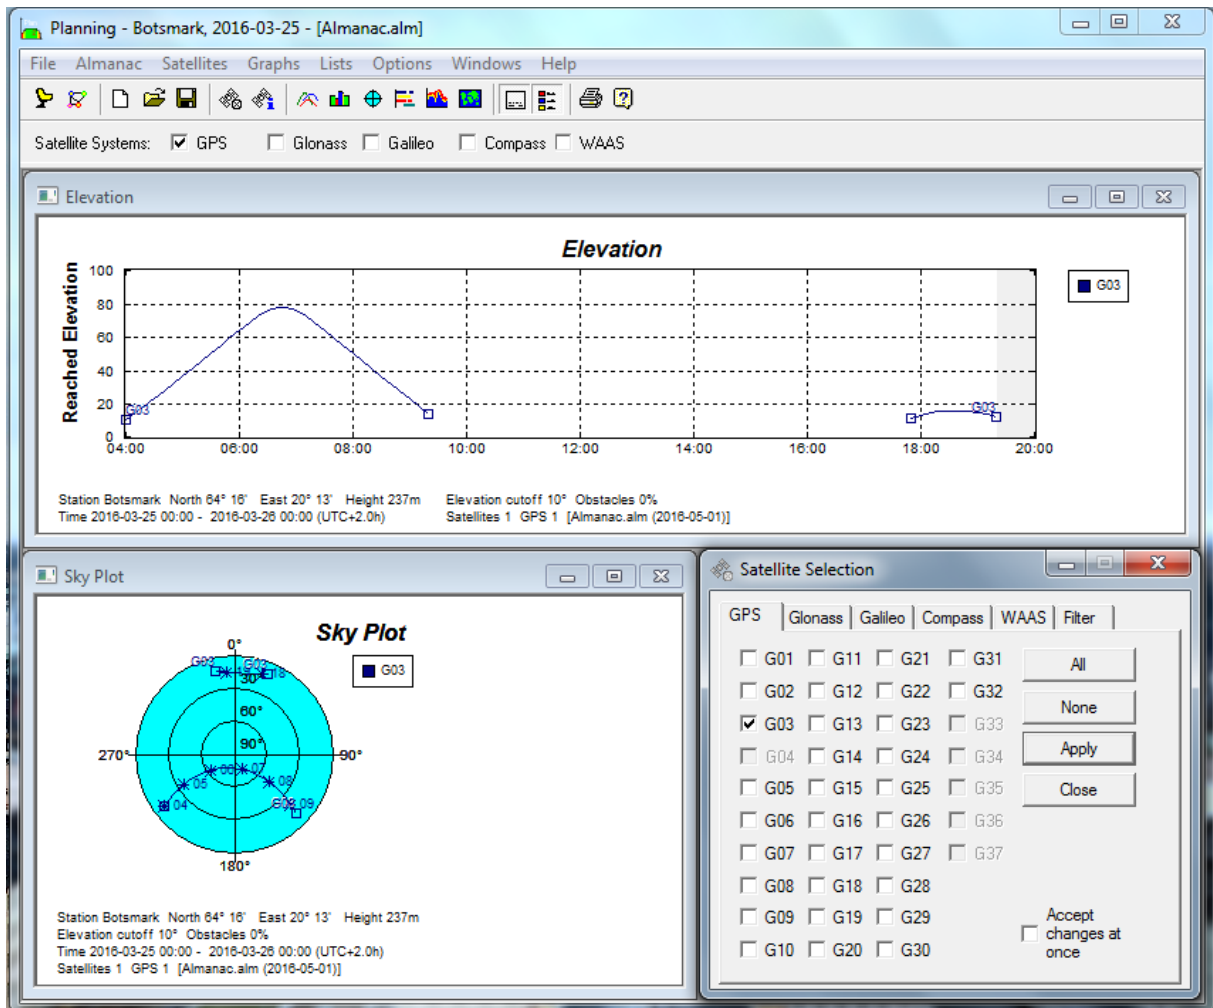 Planning - Botsmark, 2016-03-25 - [Almanac.alm]
File Almanac Satellites Graphs Lists Options Windows Help
Satellite Systems: GPS Glonass Galileo Compass WAAS
Elevation
Elevation
Reached Elevation
100
80
60
40
20
0
G03
G03
G03
04:00 06:00 08:00 10:00 12:00 14:00 16:00 18:00 20:00
Station Botsmark North 64° 16' East 20° 13' Height 237m Elevation cutoff 10° Obstacles 0%
Time 2016-03-25 00:00 - 2016-03-26 00:00 (UTC+2.0h) Satellites 1 GPS 1 [Almanac.alm (2016-05-01)]
Sky Plot
Sky Plot
G03
0°
G03 G03
18
30°
60°
90°
270° 90°
06 07
05 08
04 G03 09
180°
Station Botsmark North 64° 16' East 20° 13' Height 237m
Elevation cutoff 10° Obstacles 0%
Time 2016-03-25 00:00 - 2016-03-26 00:00 (UTC+2.0h)
Satellites 1 GPS 1 [Almanac.alm (2016-05-01)]
Satellite Selection
GPS Glonass Galileo Compass WAAS Filter
G01 G11 G21 G31 All
G02 G12 G22 G32 None
G03 G13 G23 G33
G04 G14 G24 G34 Apply
G05 G15 G25 G35 Close
G06 G16 G26 G36
G07 G17 G27 G37
G08 G18 G28
G09 G19 G29
G10 G20 G30
Accept
changes at
once